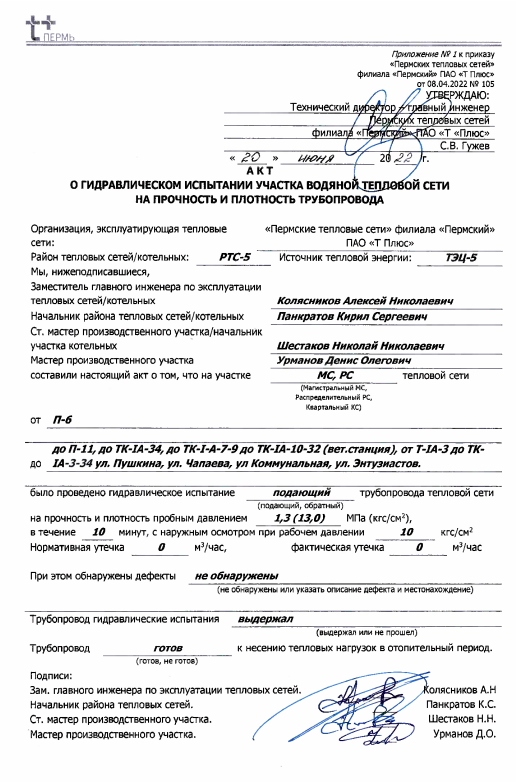 т+
ПЕРМЬ
Приложение № 1 к приказу
«Пермских тепловых сетей»
филиала «Пермский» ПАО «Т Плюс»
от 08.04.2022 № 105
УТВЕРЖДАЮ:
Технический директор – главный инженер
Пермских тепловых сетей
филиала «Пермский» ПАО «Т «Плюс»
С.В. Гужев
« 20 » июня 2022 г.
АКТ
О ГИДРАВЛИЧЕСКОМ ИСПЫТАНИИ УЧАСТКА ВОДЯНОЙ ТЕПЛОВОЙ СЕТИ
НА ПРОЧНОСТЬ И ПЛОТНОСТЬ ТРУБОПРОВОДА
Организация, эксплуатирующая тепловые сети: «Пермские тепловые сети» филиала «Пермский» ПАО «Т Плюс»
Район тепловых сетей/котельных: РТС-5 Источник тепловой энергии: ТЭЦ-5
Мы, нижеподписавшиеся,
Заместитель главного инженера по эксплуатации
тепловых сетей/котельных Колясников Алексей Николаевич
Начальник района тепловых сетей/котельных Панкратов Кирил Сергеевич
Ст. мастер производственного участка/начальник
участка котельных Шестаков Николай Николаевич
Мастер производственного участка Урманов Денис Олегович
составили настоящий акт о том, что на участке МС, РС тепловой сети
(Магистральный МС,
Распределительный РС,
Квартальный КС)
от П-6
до П-11, до ТК-IА-34, до ТК-I-А-7-9 до ТК-IА-10-32 (вет.станция), от Т-IА-3 до ТК-
до IА-3-34 ул. Пушкина, ул. Чапаева, ул Коммунальная, ул. Энтузиастов.
было проведено гидравлическое испытание подающий трубопровода тепловой сети
(подающий, обратный)
на прочность и плотность пробным давлением 1,3 (13,0) МПа (кгс/см²),
в течение 10 минут, с наружным осмотром при рабочем давлении 10 кгс/см²
Нормативная утечка 0 м³/час, фактическая утечка 0 м³/час
При этом обнаружены дефекты не обнаружены
(не обнаружены или указать описание дефекта и местонахождение)
Трубопровод гидравлические испытания выдержал
(выдержал или не прошел)
Трубопровод готов к несению тепловых нагрузок в отопительный период.
(готов, не готов)
Подписи:
Зам. главного инженера по эксплуатации тепловых сетей. Колясников А.Н
Начальник района тепловых сетей. Панкратов К.С.
Ст. мастер производственного участка. Шестаков Н.Н.
Мастер производственного участка. Урманов Д.О.